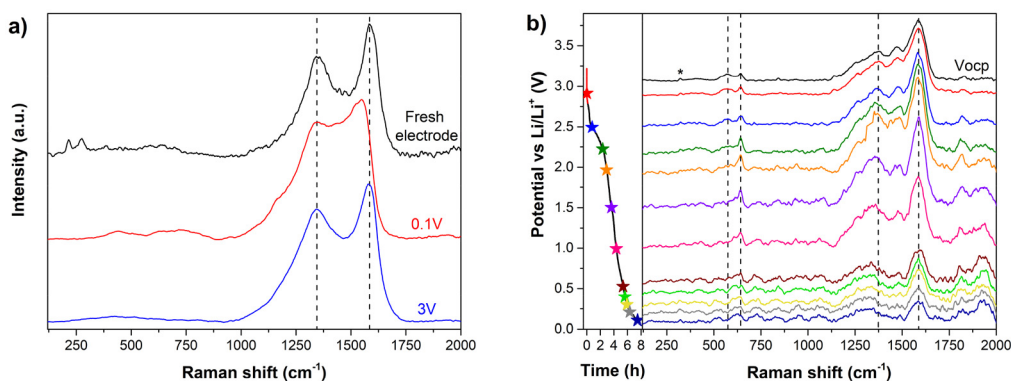 a)
Intensity (a.u.)
Fresh
electrode
0.1V
3V
250 500 750 1000 1250 1500 1750 2000
Raman shift (cm⁻¹)
b)
Potential vs Li/Li⁺ (V)
3.5
3.0
2.5
2.0
1.5
1.0
0.5
0.0
*
Vocp
0 2 4 6 8
250 500 750 1000 1250 1500 1750 2000
Time (h)
Raman shift (cm⁻¹)